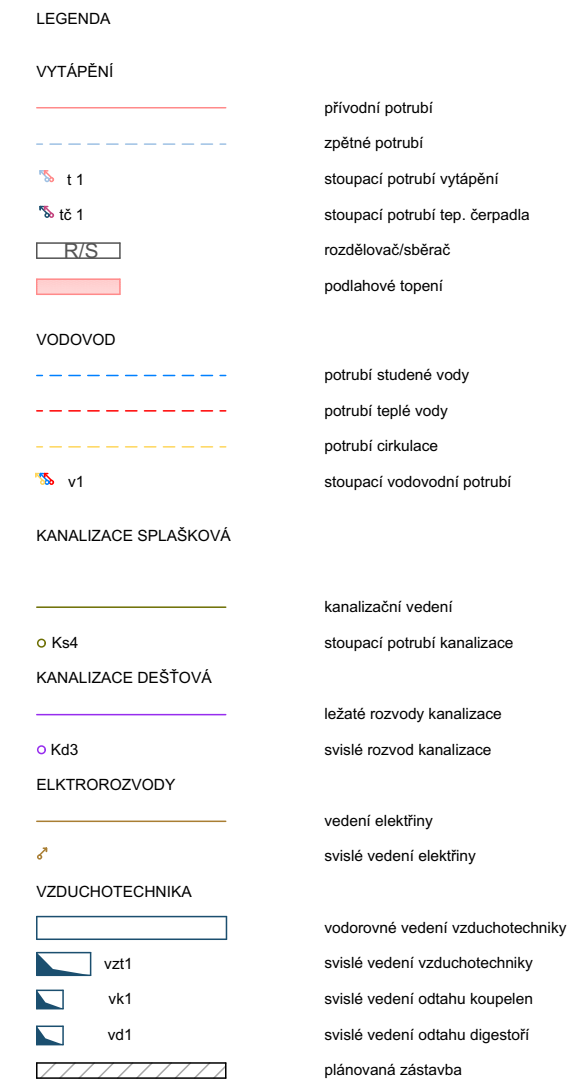 LEGENDA
VYTÁPĚNÍ
přívodní potrubí
zpětné potrubí
t 1 stoupací potrubí vytápění
tč 1 stoupací potrubí tep. čerpadla
R/S rozdělovač/sběrač
podlahové topení
VODOVOD
potrubí studené vody
potrubí teplé vody
potrubí cirkulace
v1 stoupací vodovodní potrubí
KANALIZACE SPLAŠKOVÁ
kanalizační vedení
Ks4 stoupací potrubí kanalizace
KANALIZACE DEŠŤOVÁ
ležaté rozvody kanalizace
Kd3 svislé rozvod kanalizace
ELKTROROZVODY
vedení elektřiny
svislé vedení elektřiny
VZDUCHOTECHNIKA
vodorovné vedení vzduchotechniky
vzt1 svislé vedení vzduchotechniky
vk1 svislé vedení odtahu koupelen
vd1 svislé vedení odtahu digestoří
plánovaná zástavba